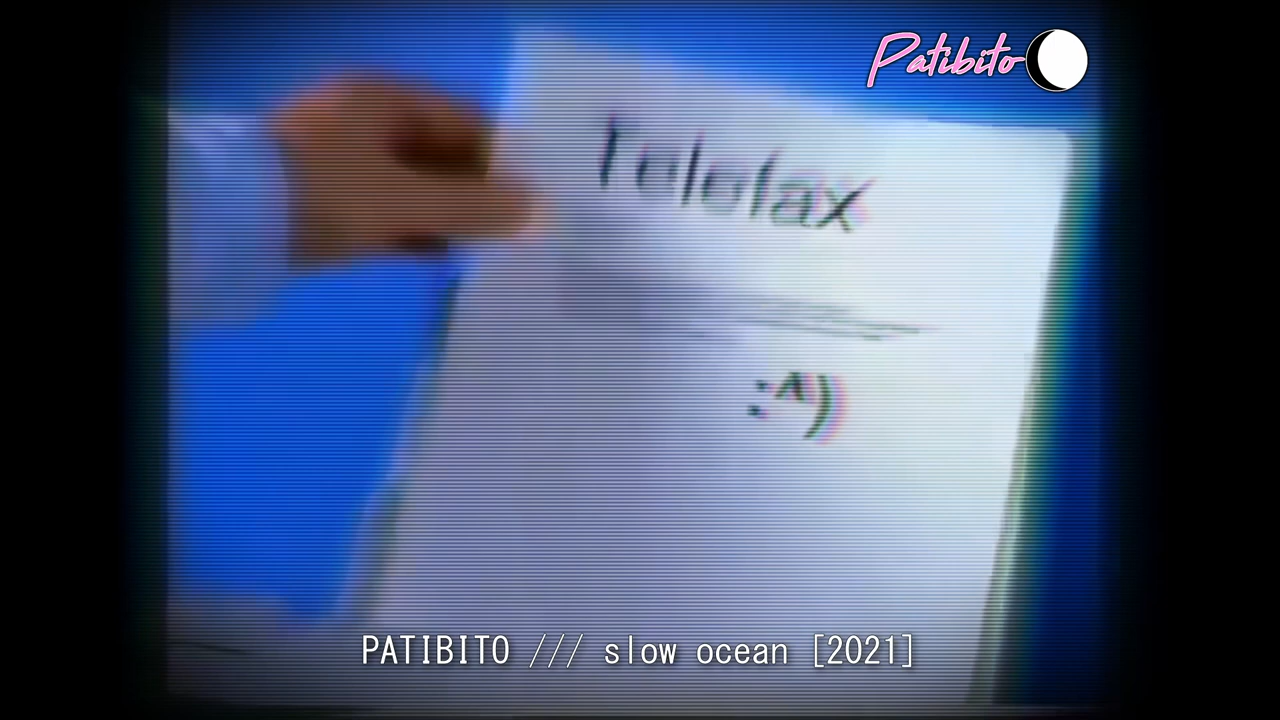 Patibito
Telefax
:^)
PATIBITO /// slow ocean [2021]